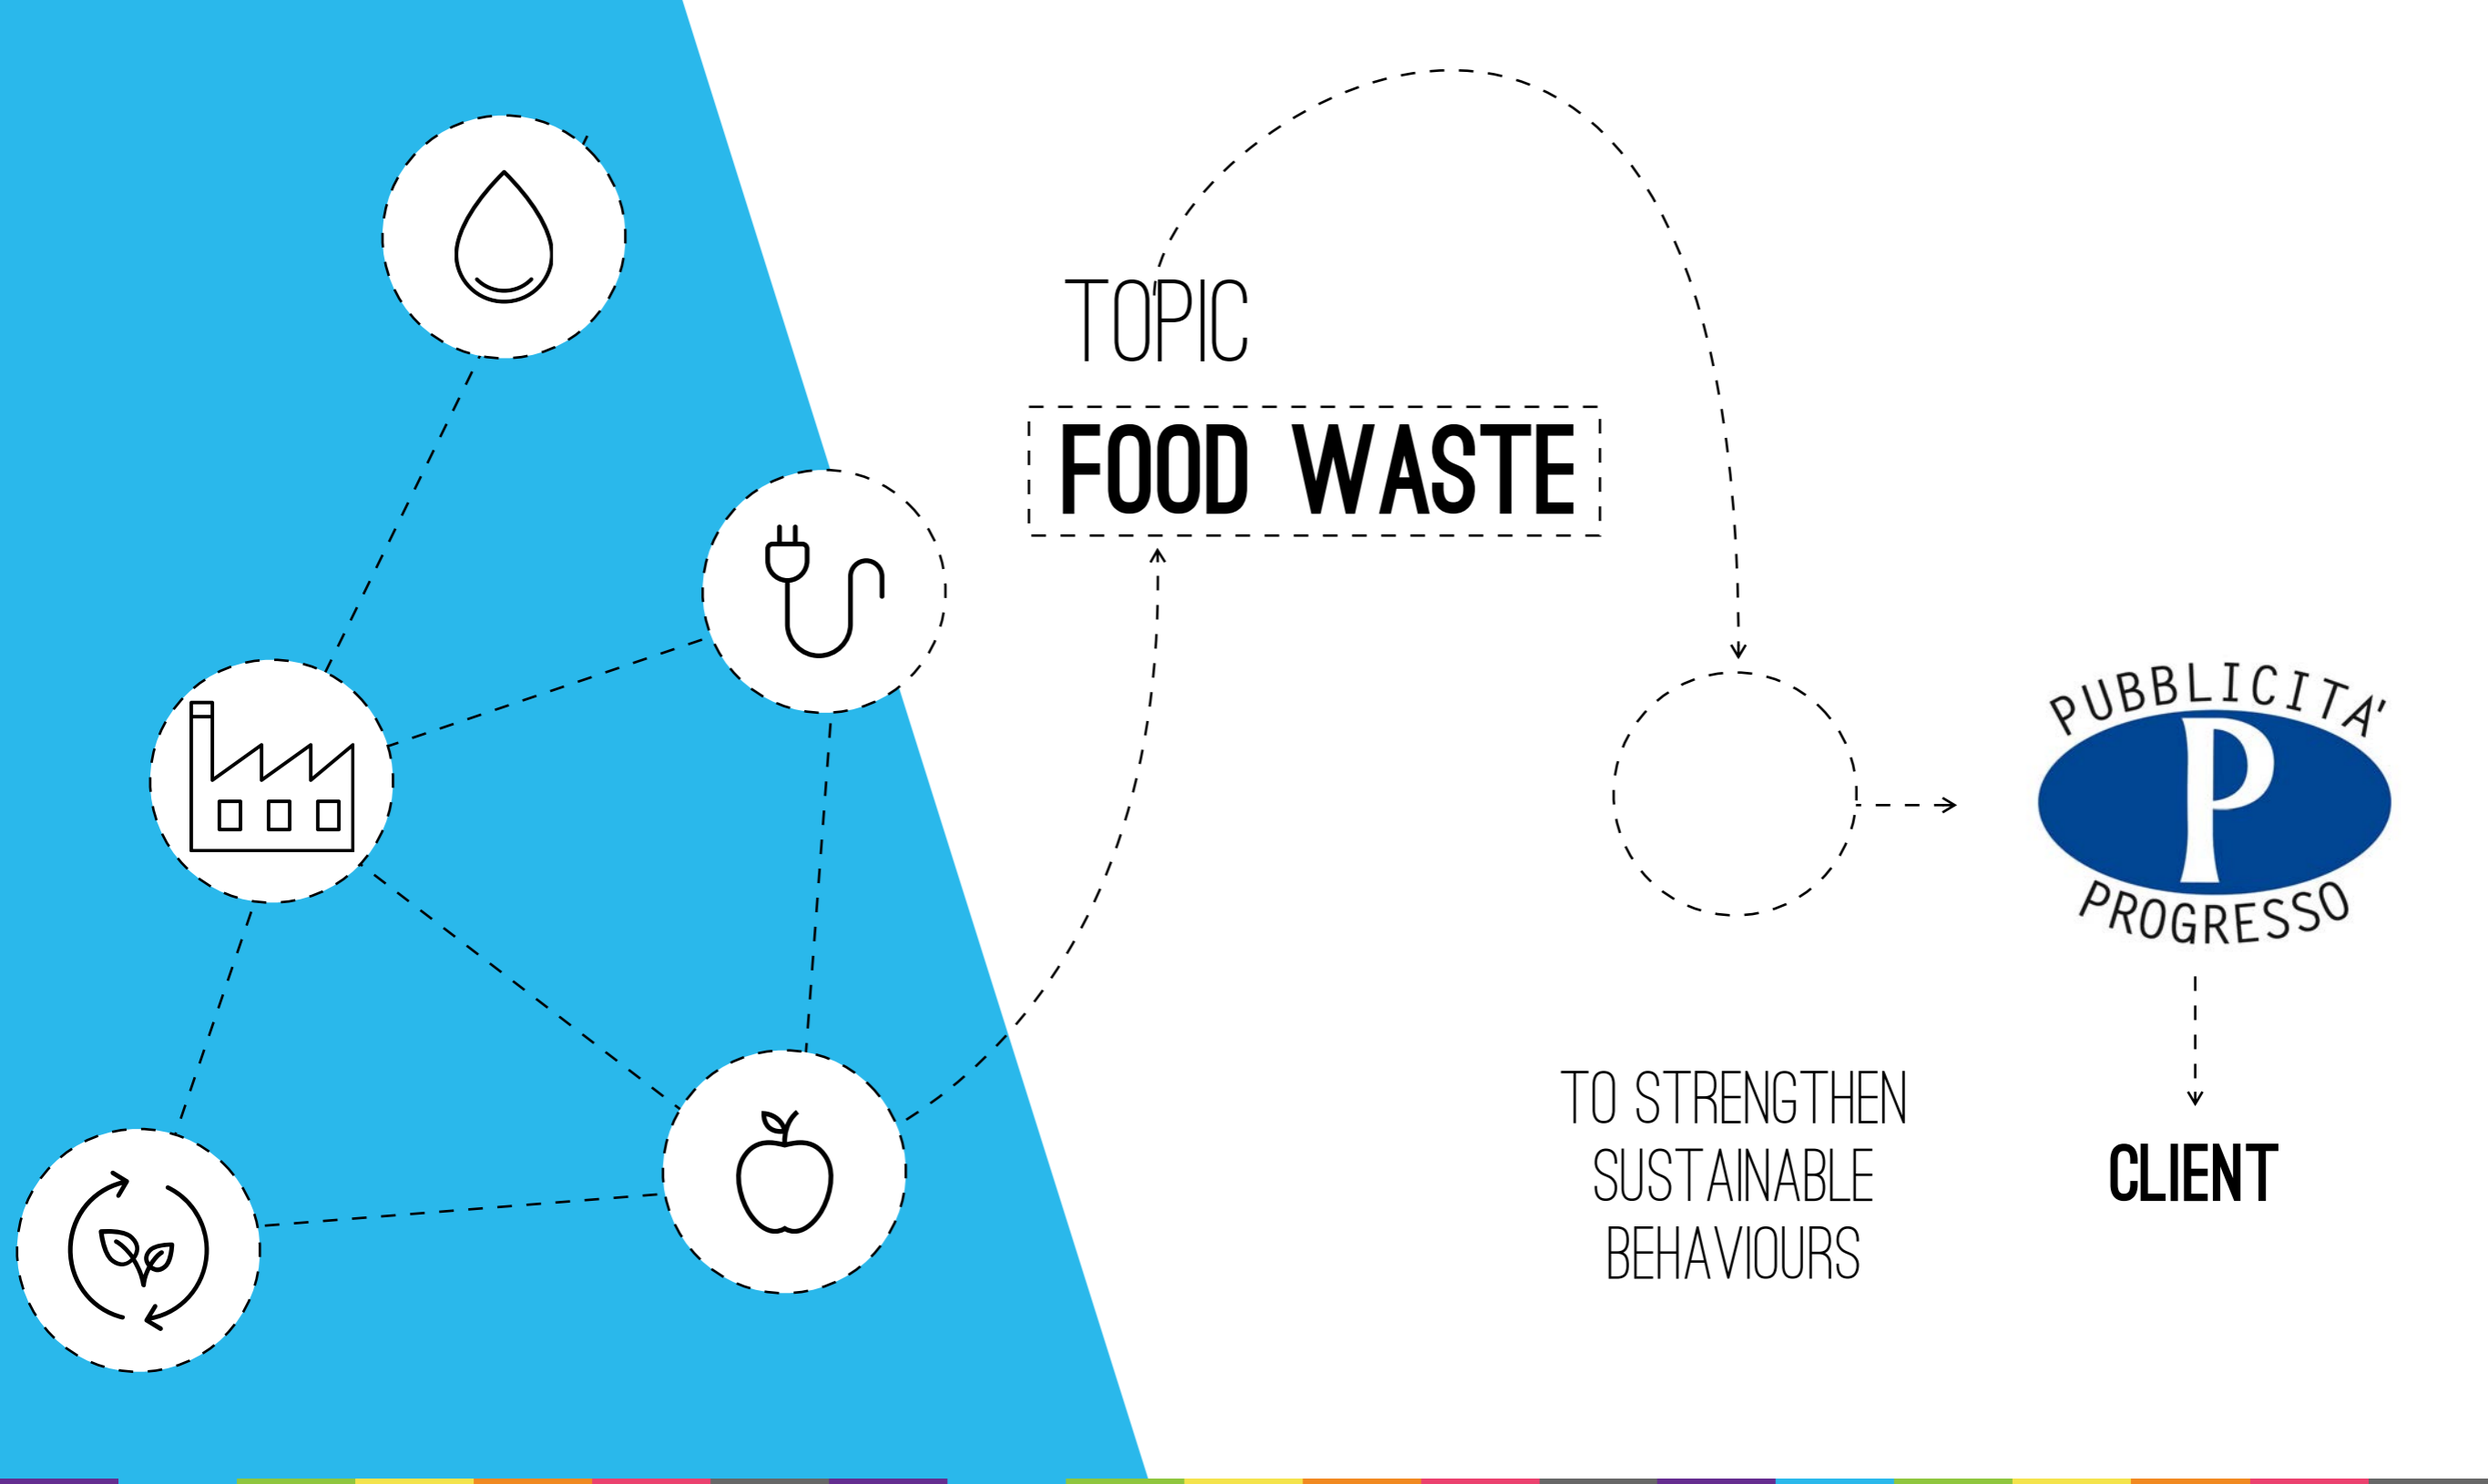 TOPIC
FOOD WASTE
PUBBLICITA'
P
PROGRESSO
TO STRENGTHEN
SUSTAINABLE
BEHAVIOURS
CLIENT